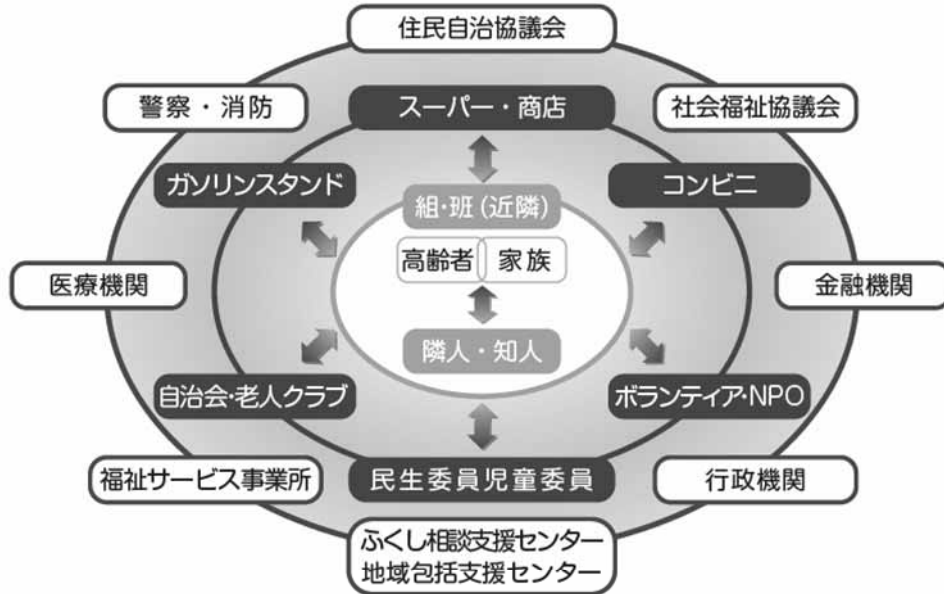 住民自治協議会
警察・消防
スーパー・商店
社会福祉協議会
ガソリンスタンド
コンビニ
組・班(近隣)
高齢者
家族
医療機関
金融機関
隣人・知人
自治会・老人クラブ
ボランティア・NPO
福祉サービス事業所
民生委員児童委員
行政機関
ふくし相談支援センター
地域包括支援センター